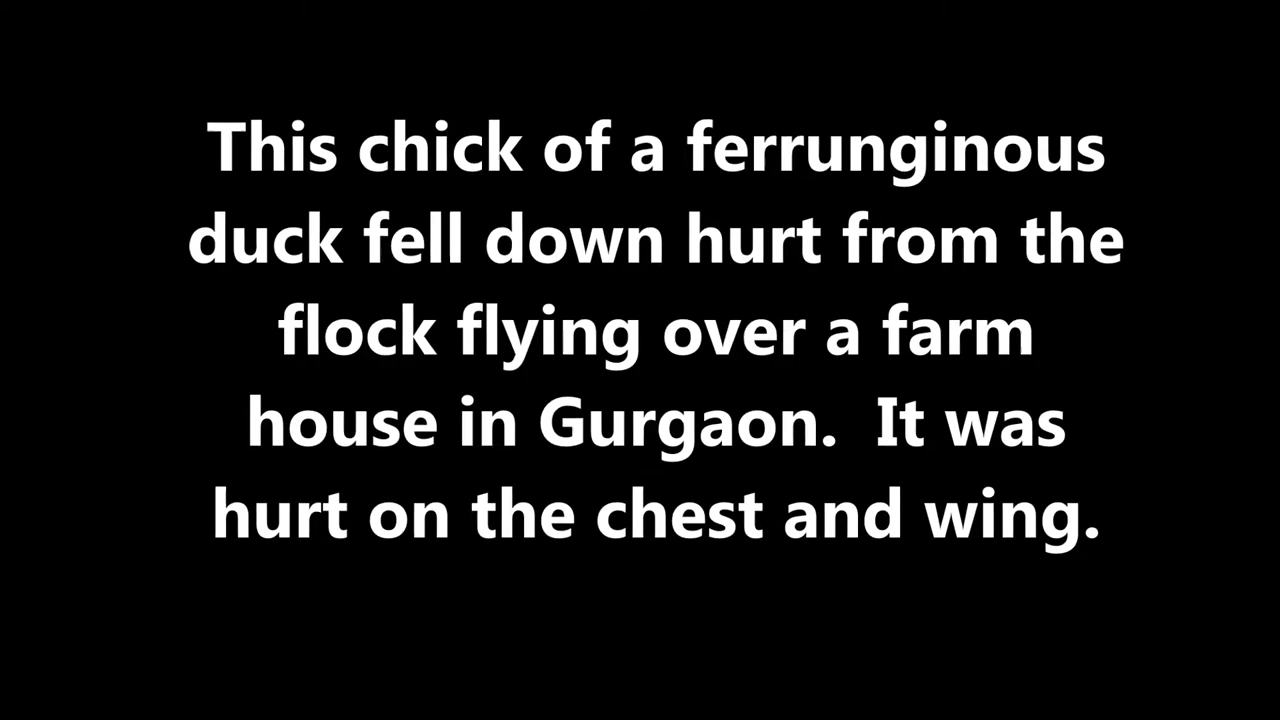 This chick of a ferrunginous
duck fell down hurt from the
flock flying over a farm
house in Gurgaon.  It was
hurt on the chest and wing.